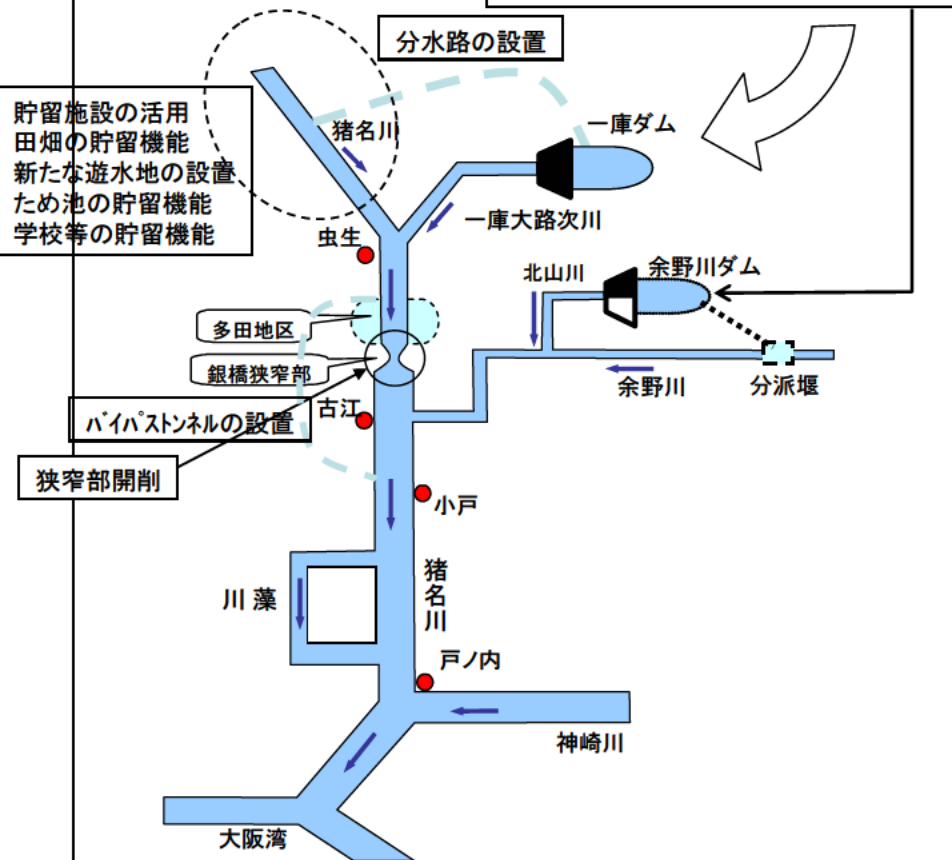 分水路の設置
貯留施設の活用
田畑の貯留機能
新たな遊水地の設置
ため池の貯留機能
学校等の貯留機能
猪名川
一庫ダム
一庫大路次川
虫生
北山川
余野川ダム
多田地区
銀橋狭窄部
余野川
分派堰
古江
ﾊﾞｲﾊﾟｽトンネルの設置
狭窄部開削
小戸
川藻
猪名川
戸ノ内
神崎川
大阪湾